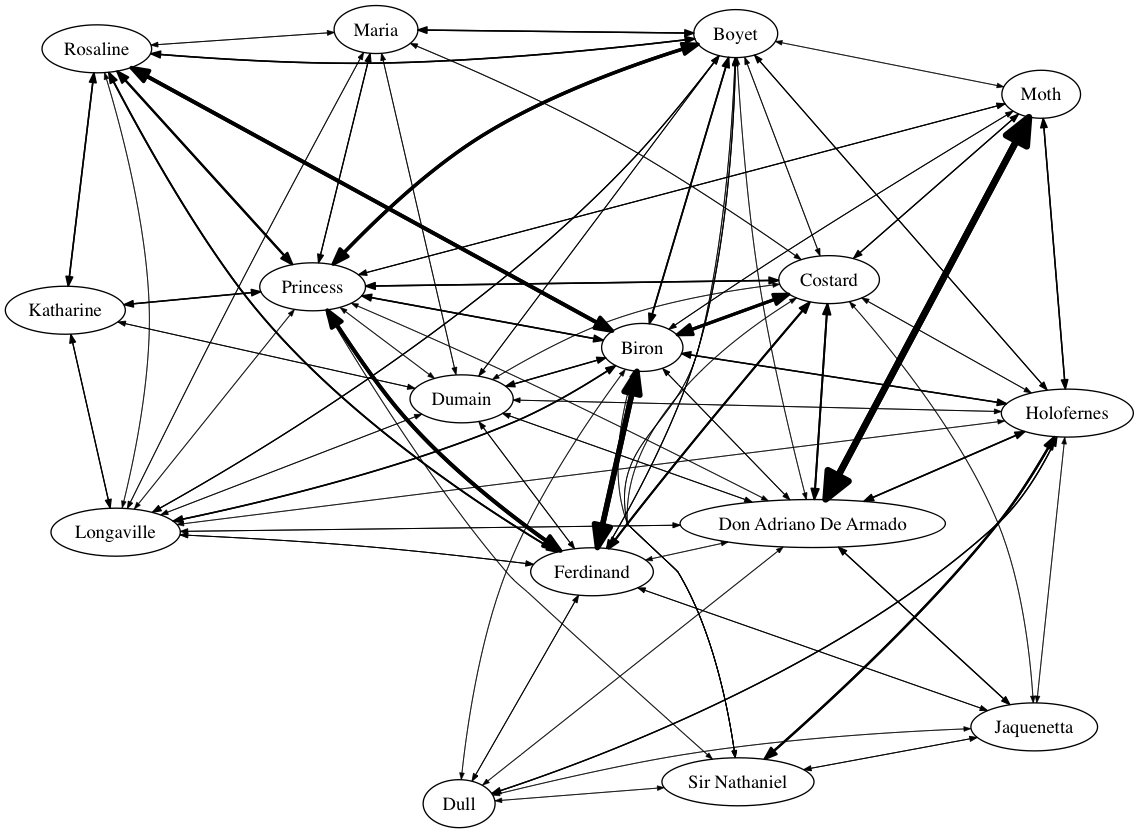 Maria
Boyet
Rosaline
Moth
Costard
Princess
Katharine
Biron
Dumain
Holofernes
Don Adriano De Armado
Longaville
Ferdinand
Jaquenetta
Sir Nathaniel
Dull